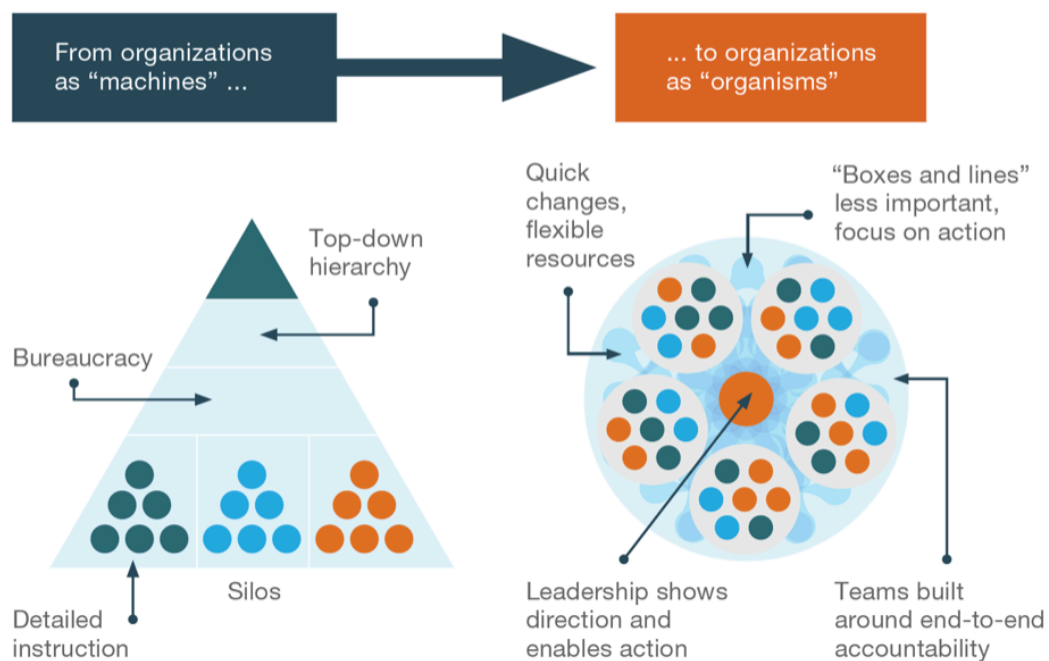 From organizations
as “machines” ...
... to organizations
as “organisms”
Top-down
hierarchy
Bureaucracy
Silos
Detailed
instruction
Quick
changes,
flexible
resources
“Boxes and lines”
less important,
focus on action
Leadership shows
direction and
enables action
Teams built
around end-to-end
accountability